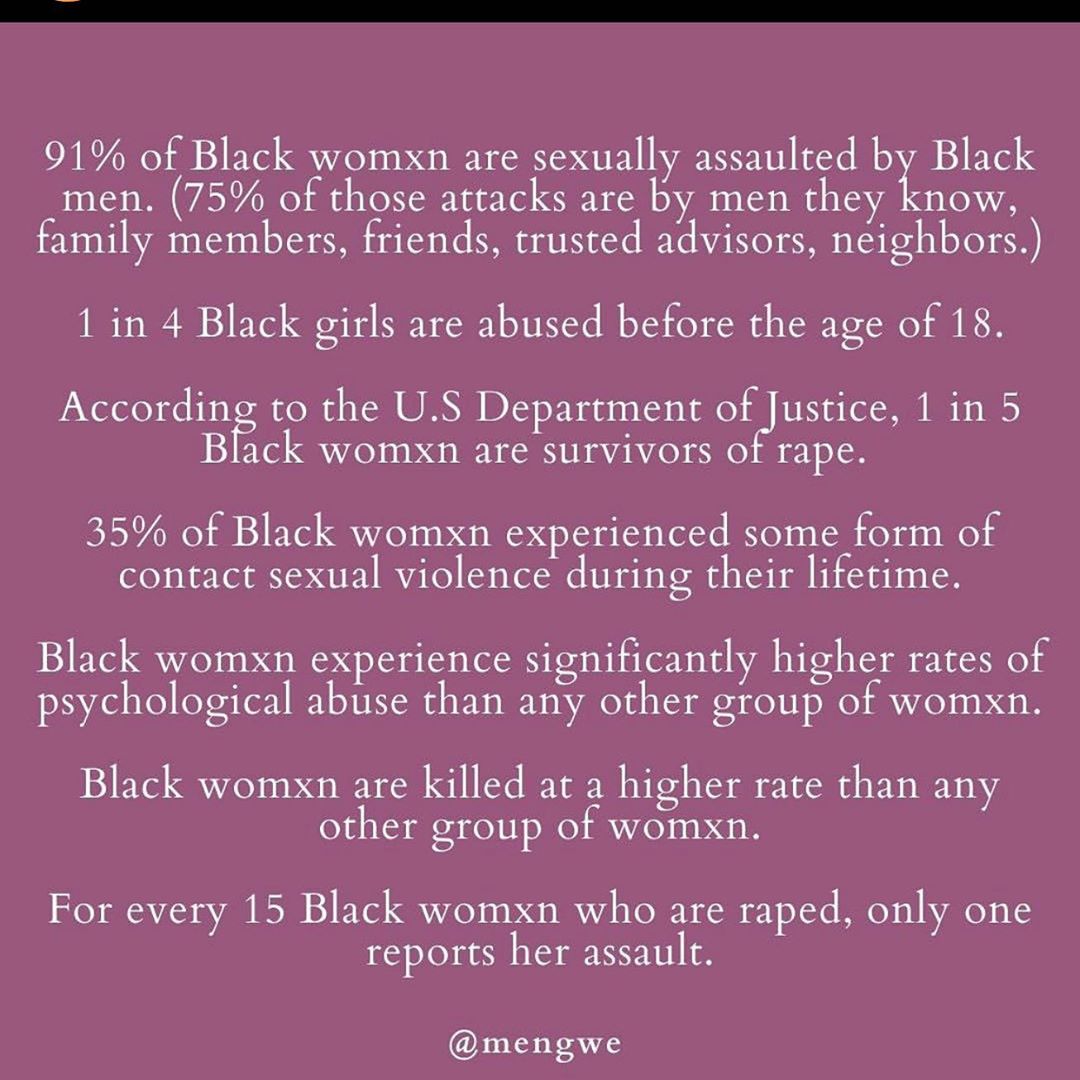 91% of Black womxn are sexually assaulted by Black
men. (75% of those attacks are by men they know,
family members, friends, trusted advisors, neighbors.)
1 in 4 Black girls are abused before the age of 18.
According to the U.S Department of Justice, 1 in 5
Black womxn are survivors of rape.
35% of Black womxn experienced some form of
contact sexual violence during their lifetime.
Black womxn experience significantly higher rates of
psychological abuse than any other group of womxn.
Black womxn are killed at a higher rate than any
other group of womxn.
For every 15 Black womxn who are raped, only one
reports her assault.
@mengwe